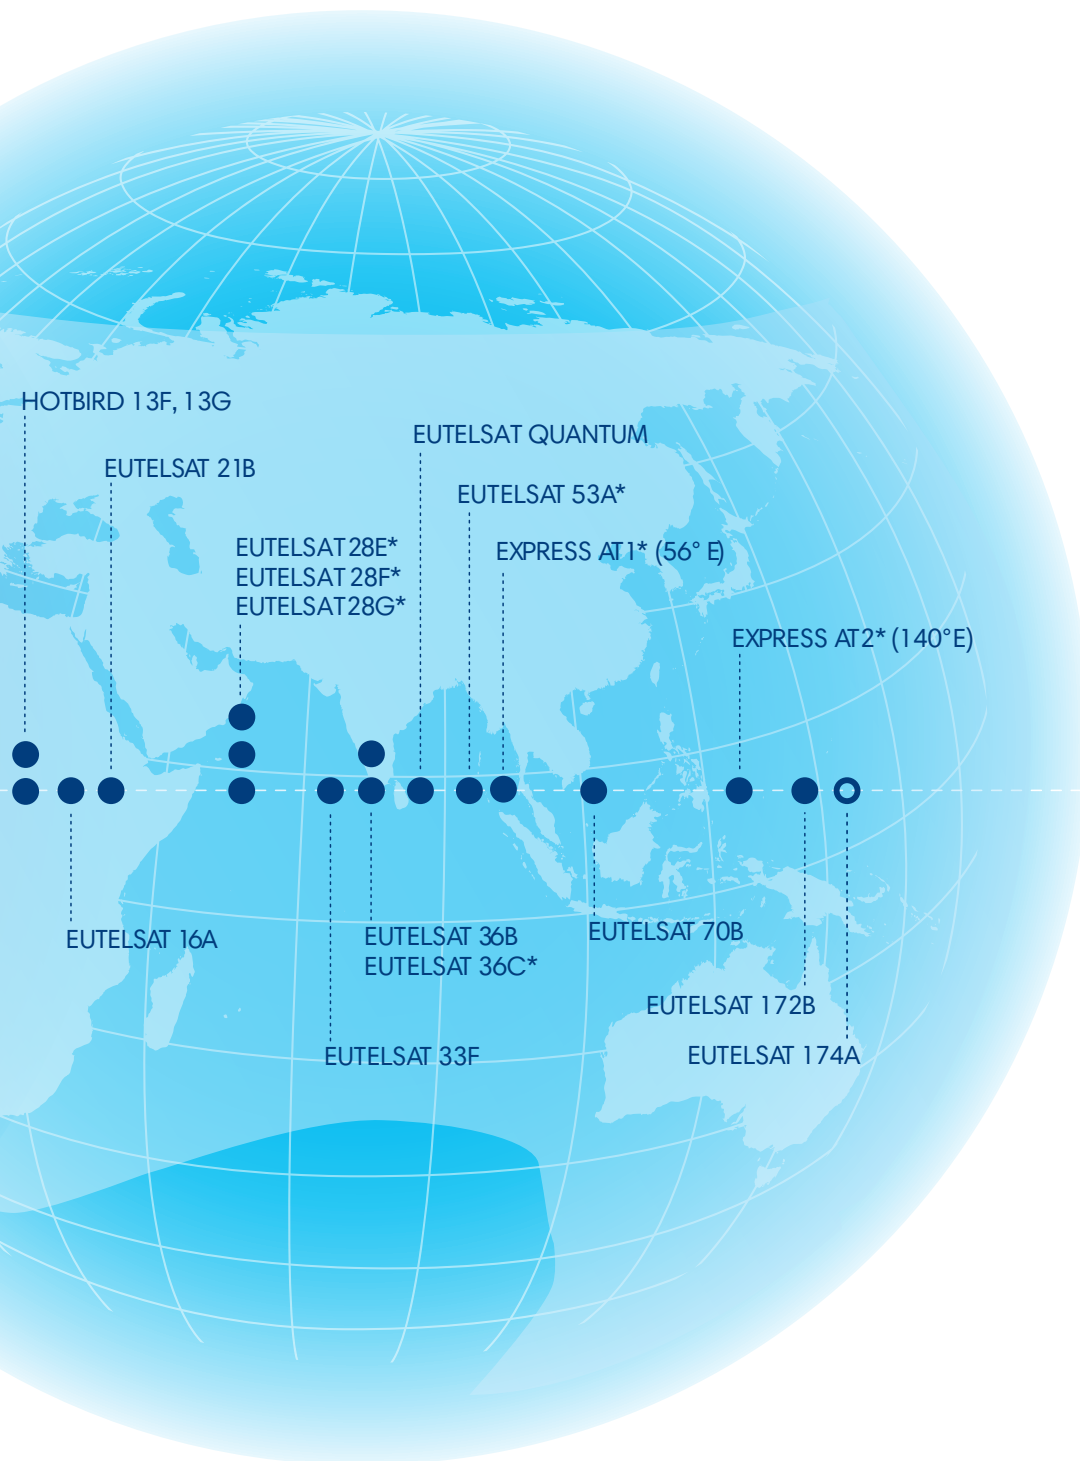 HOTBIRD 13F, 13G
EUTELSAT QUANTUM
EUTELSAT 21B
EUTELSAT 53A*
EUTELSAT 28E*
EUTELSAT 28F*
EUTELSAT 28G*
EXPRESS AT1* (56° E)
EXPRESS AT2* (140°E)
EUTELSAT 16A
EUTELSAT 36B
EUTELSAT 36C*
EUTELSAT 70B
EUTELSAT 172B
EUTELSAT 33F
EUTELSAT 174A